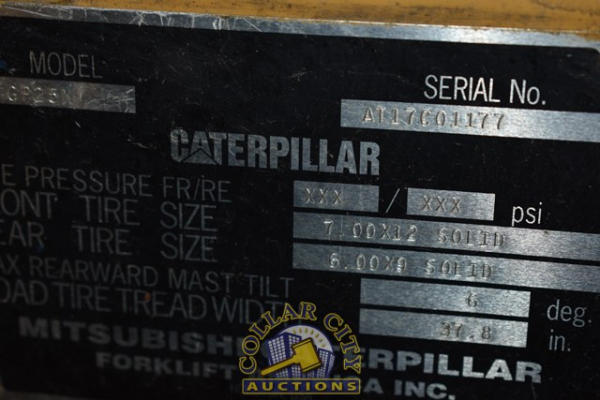 MODEL
GP25K
SERIAL No.
AT17C01177
CATERPILLAR
E PRESSURE FR/RE XXX / XXX psi
ONT TIRE SIZE 7.00X12 SOLID
EAR TIRE SIZE 6.00X9 SOLID
AX REARWARD MAST TILT 6 deg.
OAD TIRE TREAD WIDTH 37.8 in.
MITSUBISHI ERPILLAR
FORKLIFT A INC.
COLLAR CITY
AUCTIONS